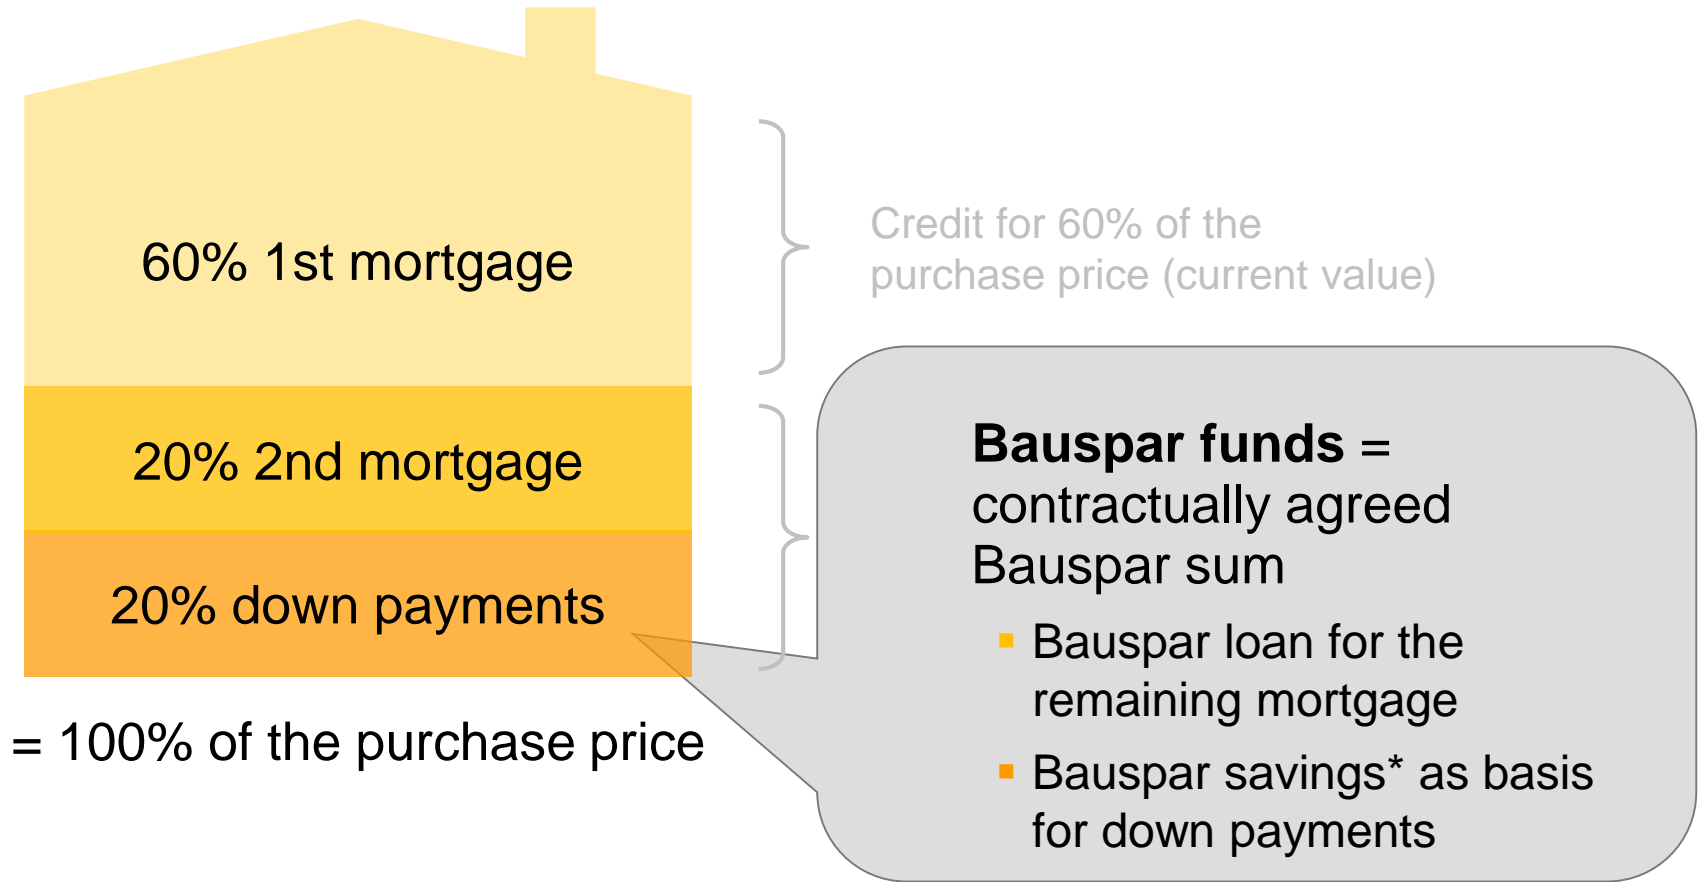 60% 1st mortgage
20% 2nd mortgage
20% down payments
= 100% of the purchase price
Credit for 60% of the
purchase price (current value)
Bauspar funds =
contractually agreed
Bauspar sum
▪ Bauspar loan for the
remaining mortgage
▪ Bauspar savings* as basis
for down payments